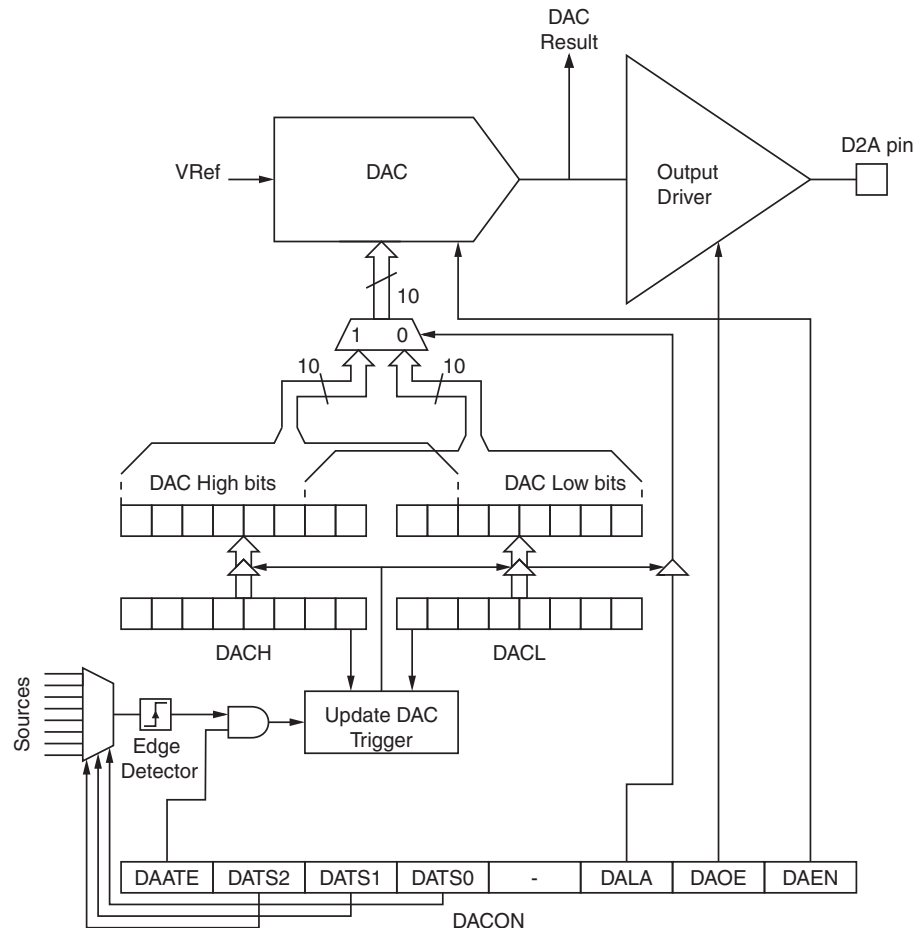 DAC
Result
D2A pin
VRef
DAC
Output
Driver
10
1 0
10 10
DAC High bits
DAC Low bits
DACH
DACL
Sources
Edge
Detector
Update DAC
Trigger
DAATE DATS2 DATS1 DATS0 - DALA DAOE DAEN
DACON